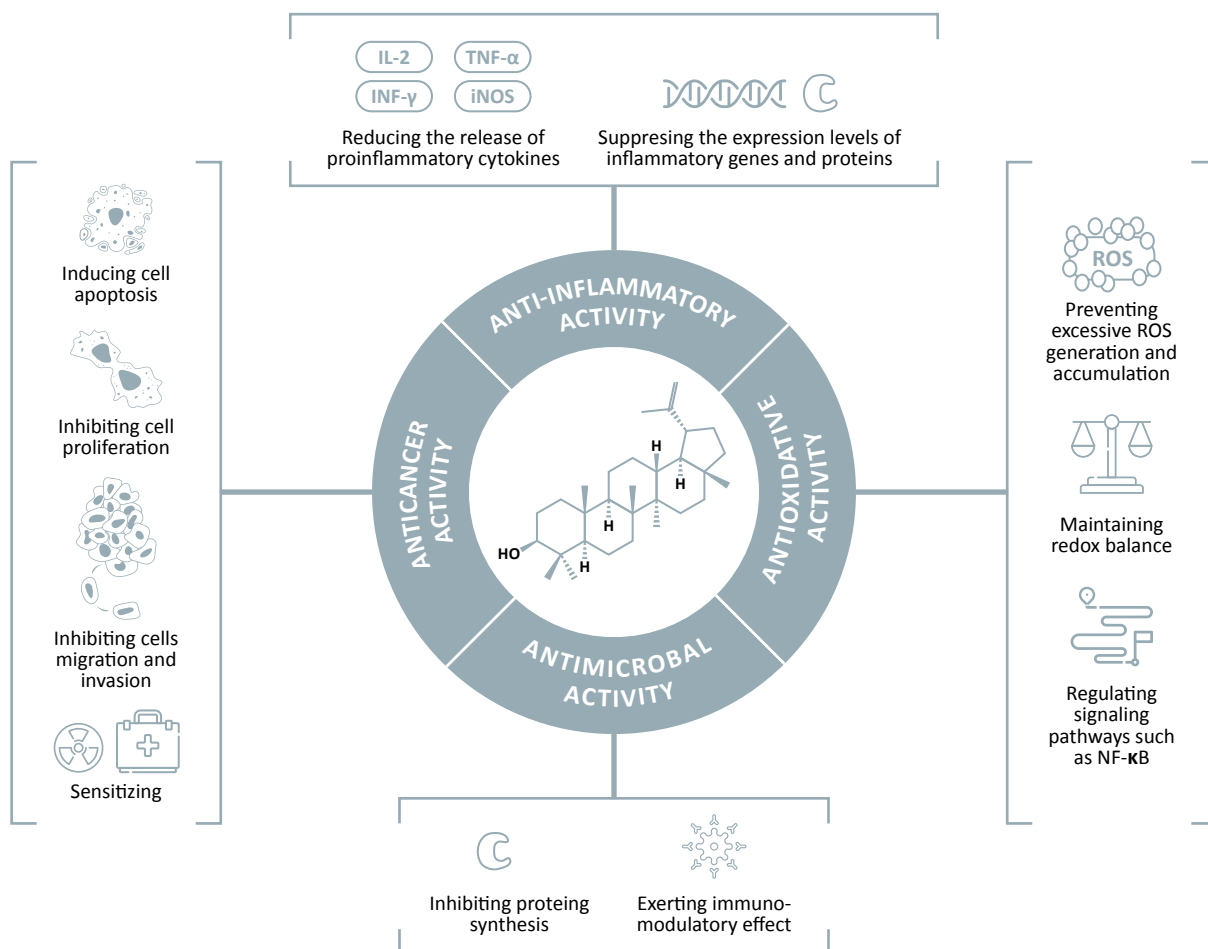 IL-2
TNF-α
INF-γ
iNOS
Reducing the release of
proinflammatory cytokines
Suppresing the expression levels of
inflammatory genes and proteins
Inducing cell
apoptosis
Inhibiting cell
proliferation
Inhibiting cells
migration and
invasion
Sensitizing
ANTI-INFLAMMATORY
ACTIVITY
ANTICANCER
ACTIVITY
ANTIOXIDATIVE
ACTIVITY
ANTIMICROBAL
ACTIVITY
H
H
H
H
HO
ROS
Preventing
excessive ROS
generation and
accumulation
Maintaining
redox balance
Regulating
signaling
pathways such
as NF-κB
Inhibiting proteing
synthesis
Exerting immuno-
modulatory effect